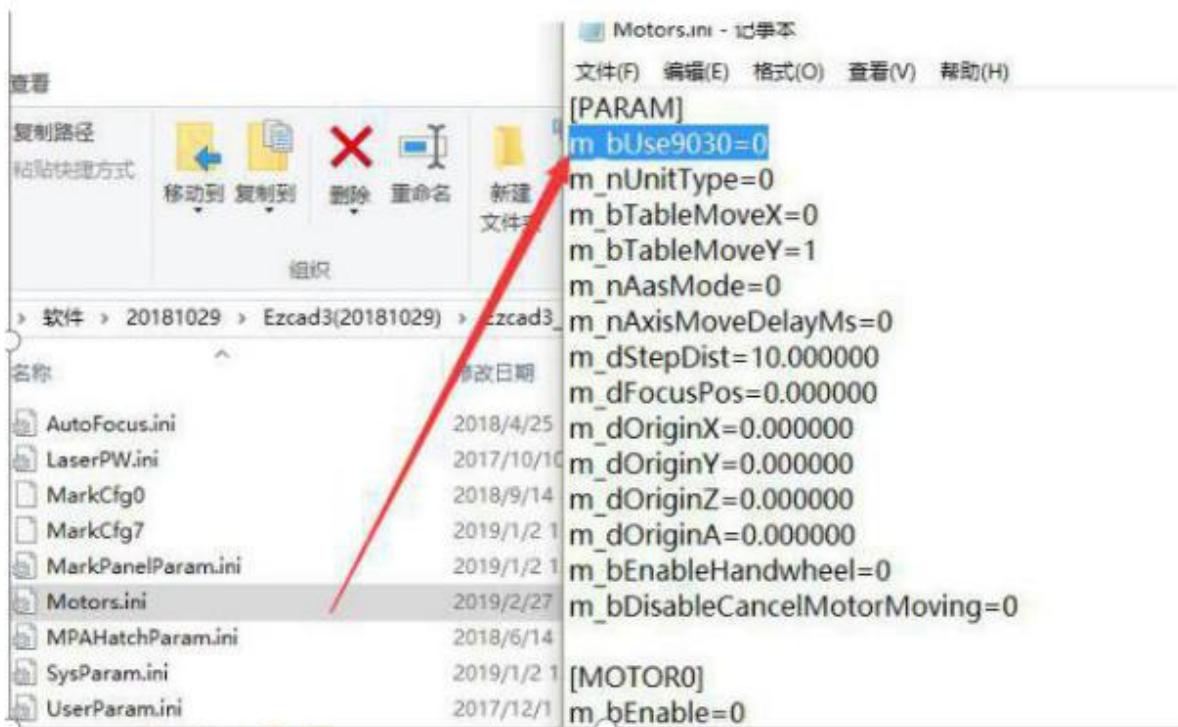 查看
复制路径
粘贴快捷方式
移动到
复制到
删除
重命名
新建
文件夹
组织
› 软件 › 20181029 › Ezcad3(20181029) › Ezcad3_
名称
修改日期
AutoFocus.ini 2018/4/25
LaserPW.ini 2017/10/10
MarkCfg0 2018/9/14
MarkCfg7 2019/1/2 1
MarkPanelParam.ini 2019/1/2 1
Motors.ini 2019/2/27
MPAHatchParam.ini 2018/6/14
SysParam.ini 2019/1/2 1
UserParam.ini 2017/12/1
Motors.ini - 记事本
文件(F) 编辑(E) 格式(O) 查看(V) 帮助(H)
[PARAM]
m_bUse9030=0
m_nUnitType=0
m_bTableMoveX=0
m_bTableMoveY=1
m_nAasMode=0
m_nAxisMoveDelayMs=0
m_dStepDist=10.000000
m_dFocusPos=0.000000
m_dOriginX=0.000000
m_dOriginY=0.000000
m_dOriginZ=0.000000
m_dOriginA=0.000000
m_bEnableHandwheel=0
m_bDisableCancelMotorMoving=0
[MOTOR0]
m_bEnable=0